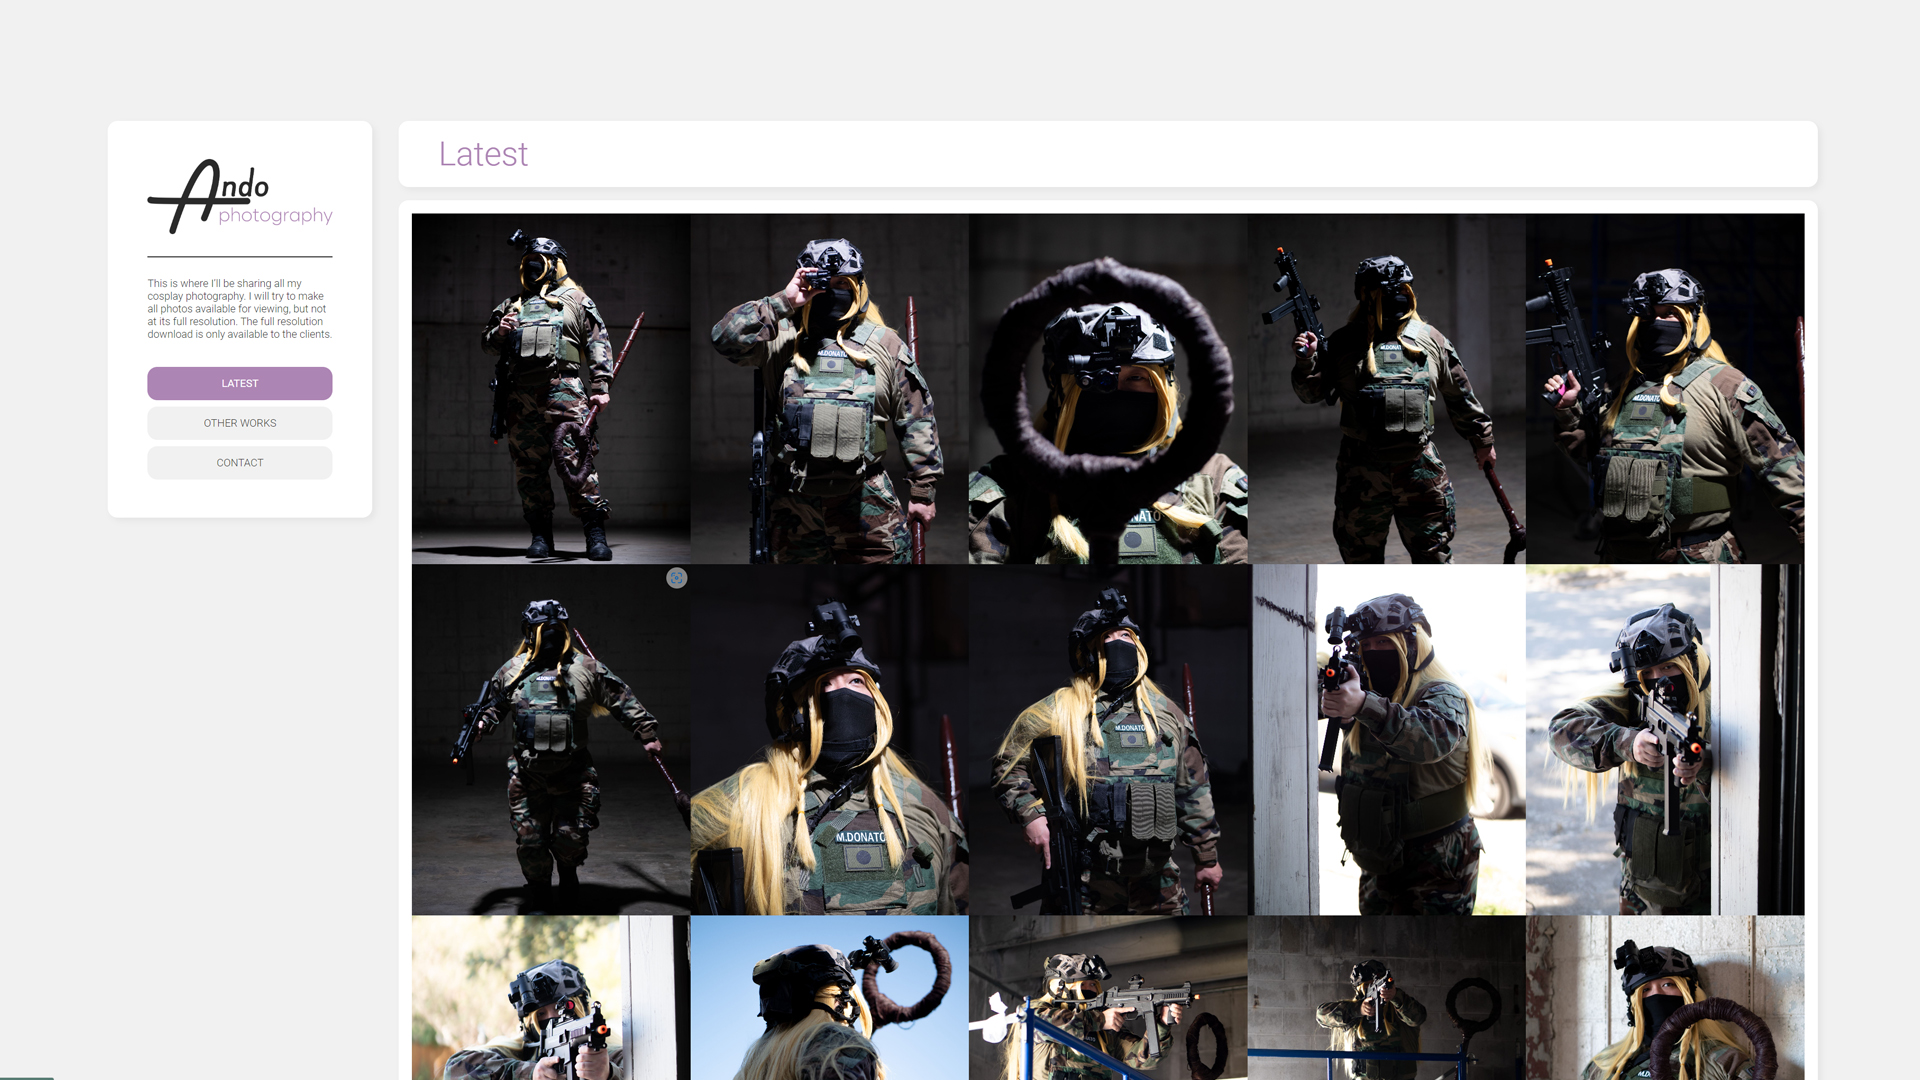 Ando
photography
This is where I'll be sharing all my
cosplay photography. I will try to make
all photos available for viewing, but not
at its full resolution. The full resolution
download is only available to the clients.
LATEST
OTHER WORKS
CONTACT
Latest
M.DONATO
M.DONATO
NATO
M.DONATO
M.DONATO
M.DONATO
M.DONATO